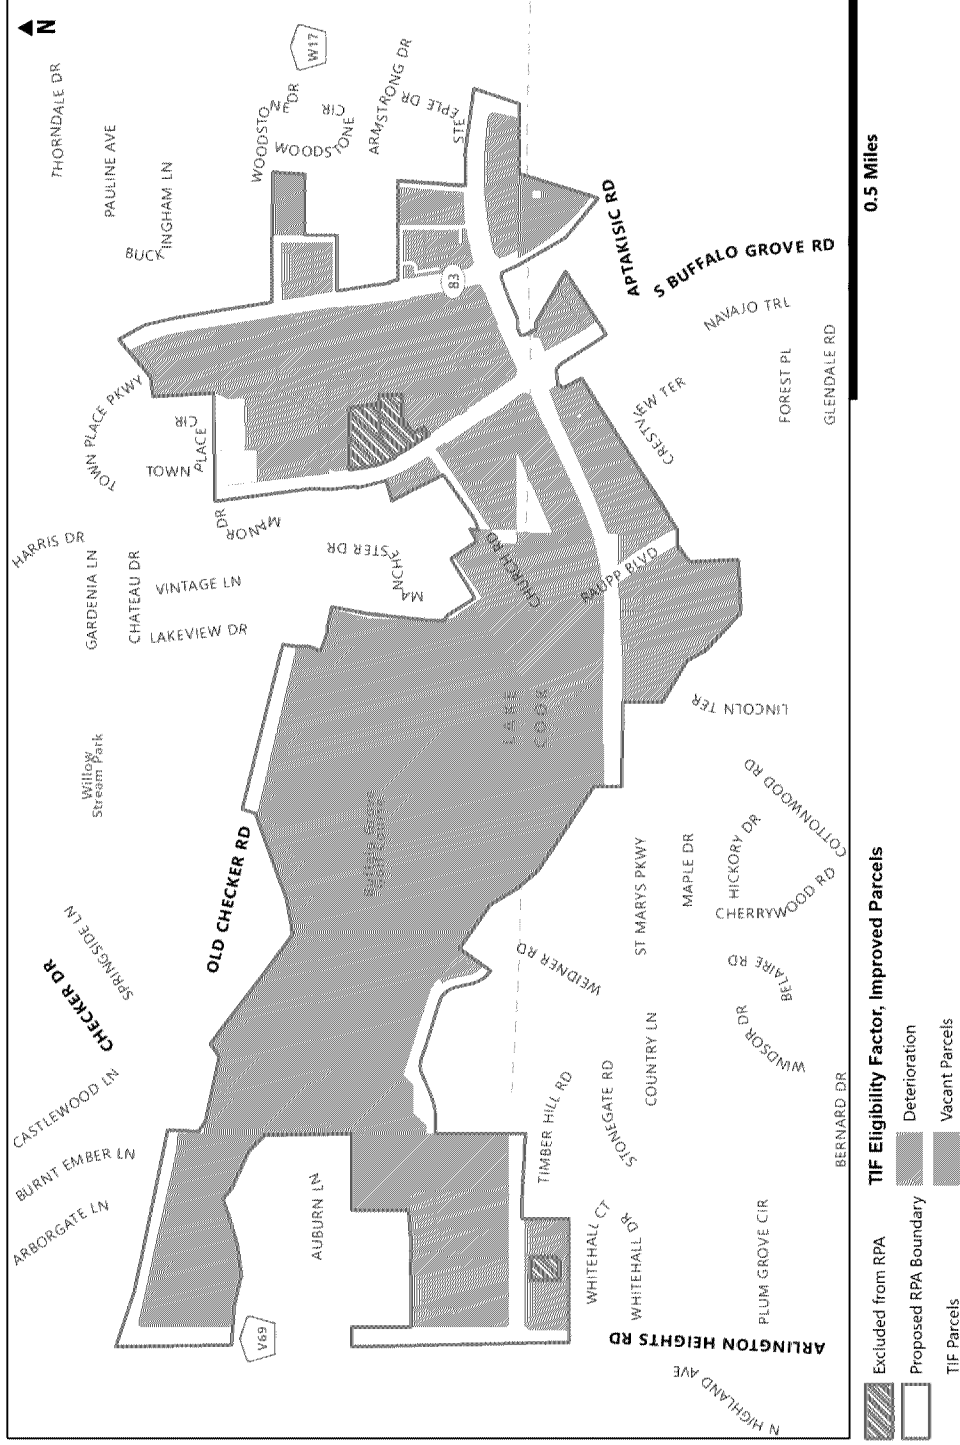 N
THORNDALE DR
PAULINE AVE
BUCKINGHAM LN
WOODSTONE DR
WOODSTONE CIR
W17
ARMSTRONG DR
STEEPLE DR
83
APTAKISIC RD
S BUFFALO GROVE RD
NAVAJO TRL
FOREST PL
GLENDALE RD
CRESTVIEW TER
TOWN PLACE PKWY
TOWN PLACE CIR
HARRIS DR
GARDENIA LN
CHATEAU DR
VINTAGE LN
LAKEVIEW DR
MANOR DR
MANCHESTER DR
CHURCH RD
RAUPP BLVD
LAKE
COOK
LINCOLN TER
Willow
Stream Park
Buffalo Grove
Golf Course
OLD CHECKER RD
CHECKER DR
SPRINGSIDE LN
CASTLEWOOD LN
BURNT EMBER LN
ARBORGATE LN
AUBURN LN
V69
WEIDNER RD
ST MARYS PKWY
MAPLE DR
HICKORY DR
CHERRYWOOD RD
COTTONWOOD RD
BELAIRE RD
WINDSOR DR
COUNTRY LN
STONEGATE RD
TIMBER HILL RD
WHITEHALL CT
WHITEHALL DR
PLUM GROVE CIR
BERNARD DR
ARLINGTON HEIGHTS RD
N HIGHLAND AVE
0.5 Miles
Excluded from RPA
Proposed RPA Boundary
TIF Parcels
TIF Eligibility Factor, Improved Parcels
Deterioration
Vacant Parcels